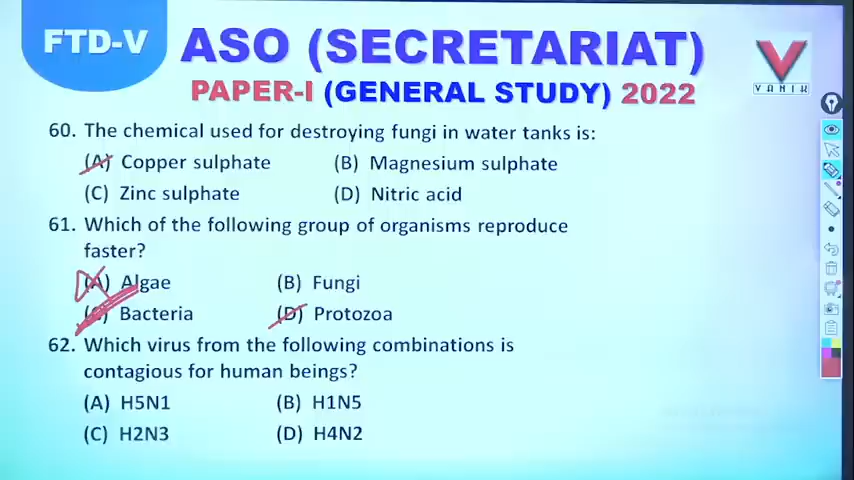 FTD-V
ASO (SECRETARIAT)
PAPER-I (GENERAL STUDY) 2022
VANIK
60. The chemical used for destroying fungi in water tanks is:
(A) Copper sulphate (B) Magnesium sulphate
(C) Zinc sulphate (D) Nitric acid
61. Which of the following group of organisms reproduce
faster?
(A) Algae (B) Fungi
(C) Bacteria (D) Protozoa
62. Which virus from the following combinations is
contagious for human beings?
(A) H5N1 (B) H1N5
(C) H2N3 (D) H4N2